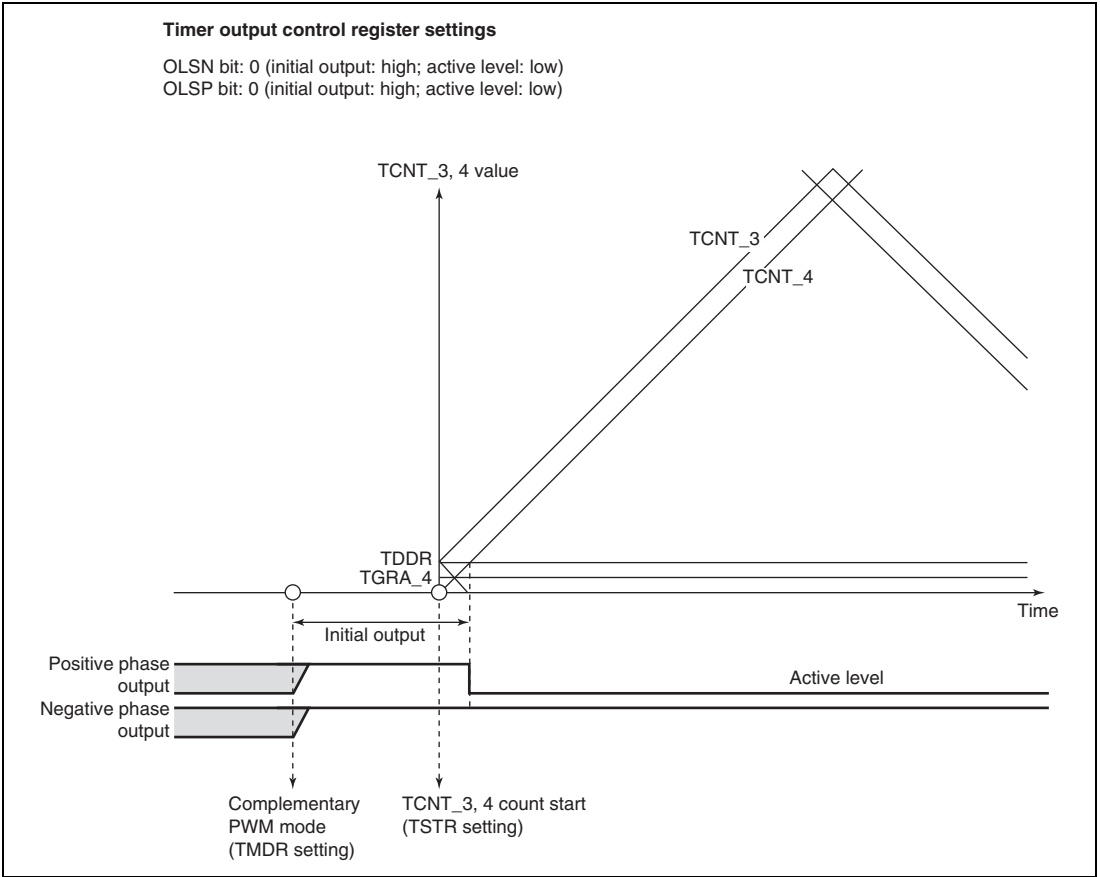 Timer output control register settings
OLSN bit: 0 (initial output: high; active level: low)
OLSP bit: 0 (initial output: high; active level: low)
TCNT_3, 4 value
TCNT_3
TCNT_4
TDDR
TGRA_4
Time
Initial output
Positive phase
output
Active level
Negative phase
output
Complementary
PWM mode
(TMDR setting)
TCNT_3, 4 count start
(TSTR setting)